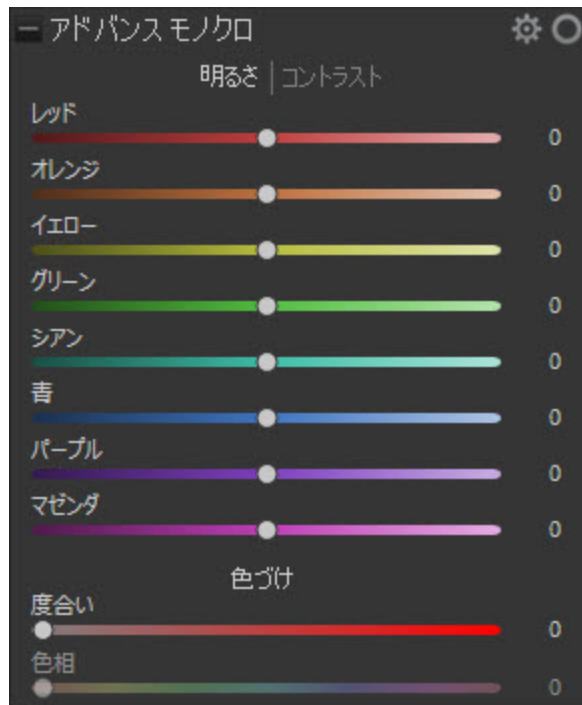 アドバンス モノクロ
明るさ | コントラスト
レッド
0
オレンジ
0
イエロー
0
グリーン
0
シアン
0
青
0
パープル
0
マゼンダ
0
色づけ
度合い
0
色相
0